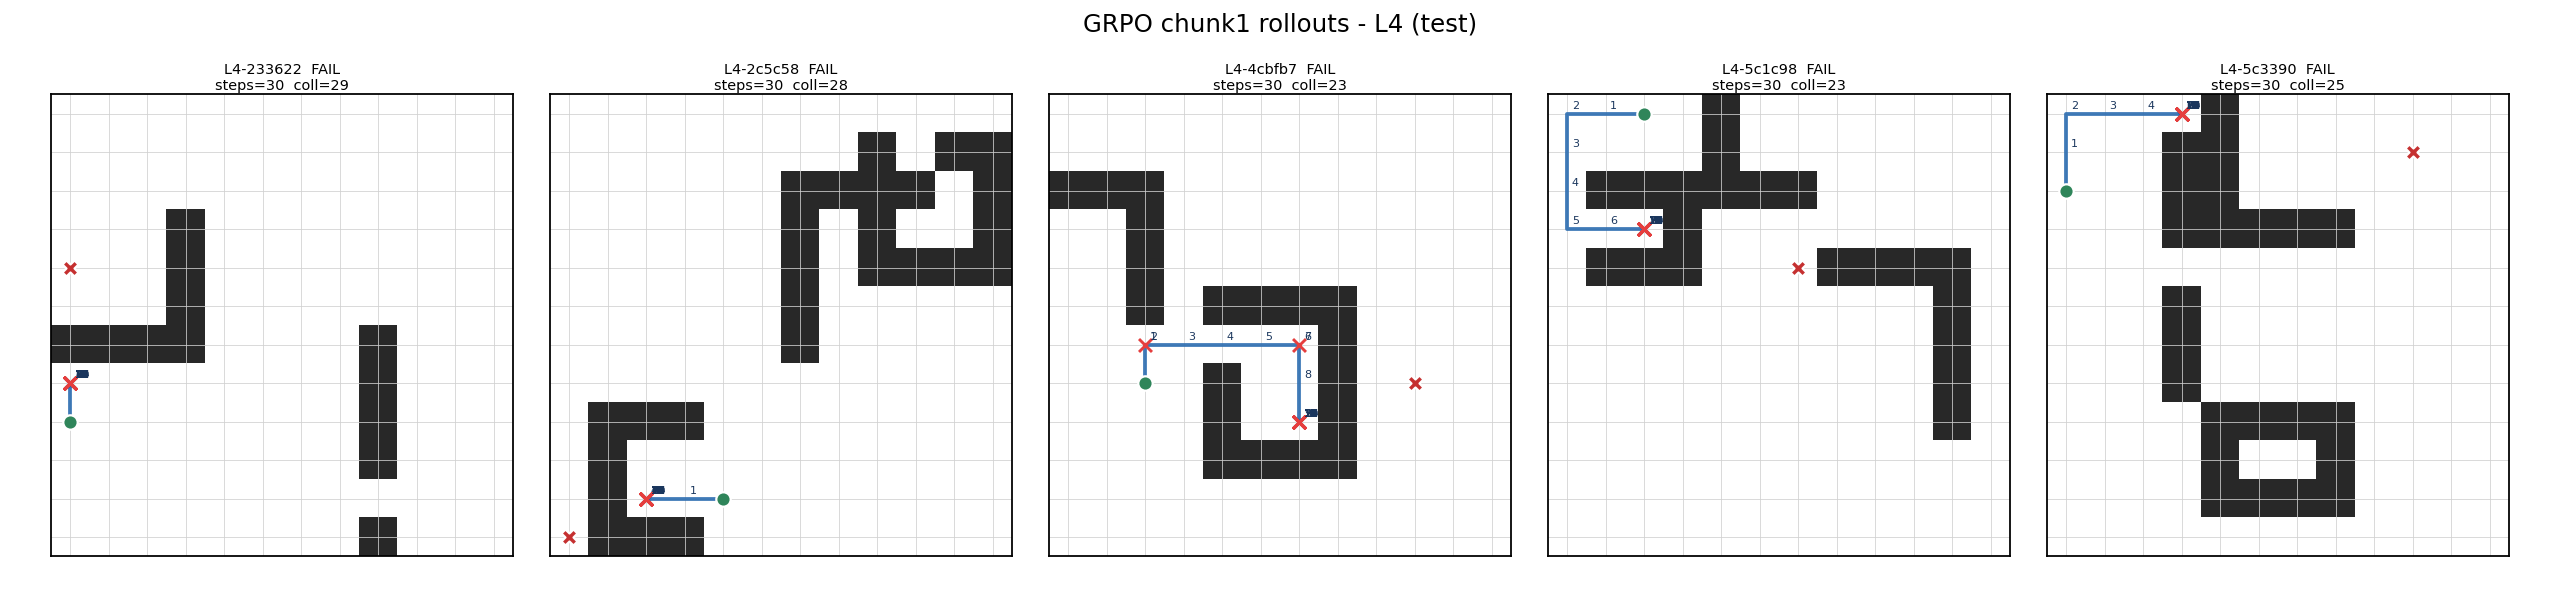 GRPO chunk1 rollouts - L4 (test)
L4-233622 FAIL
steps=30 coll=29
L4-2c5c58 FAIL
steps=30 coll=28
1
L4-4cbfb7 FAIL
steps=30 coll=23
2 3 4 5
8
L4-5c1c98 FAIL
steps=30 coll=23
2 1
3
4
5 6
L4-5c3390 FAIL
steps=30 coll=25
2 3 4
1